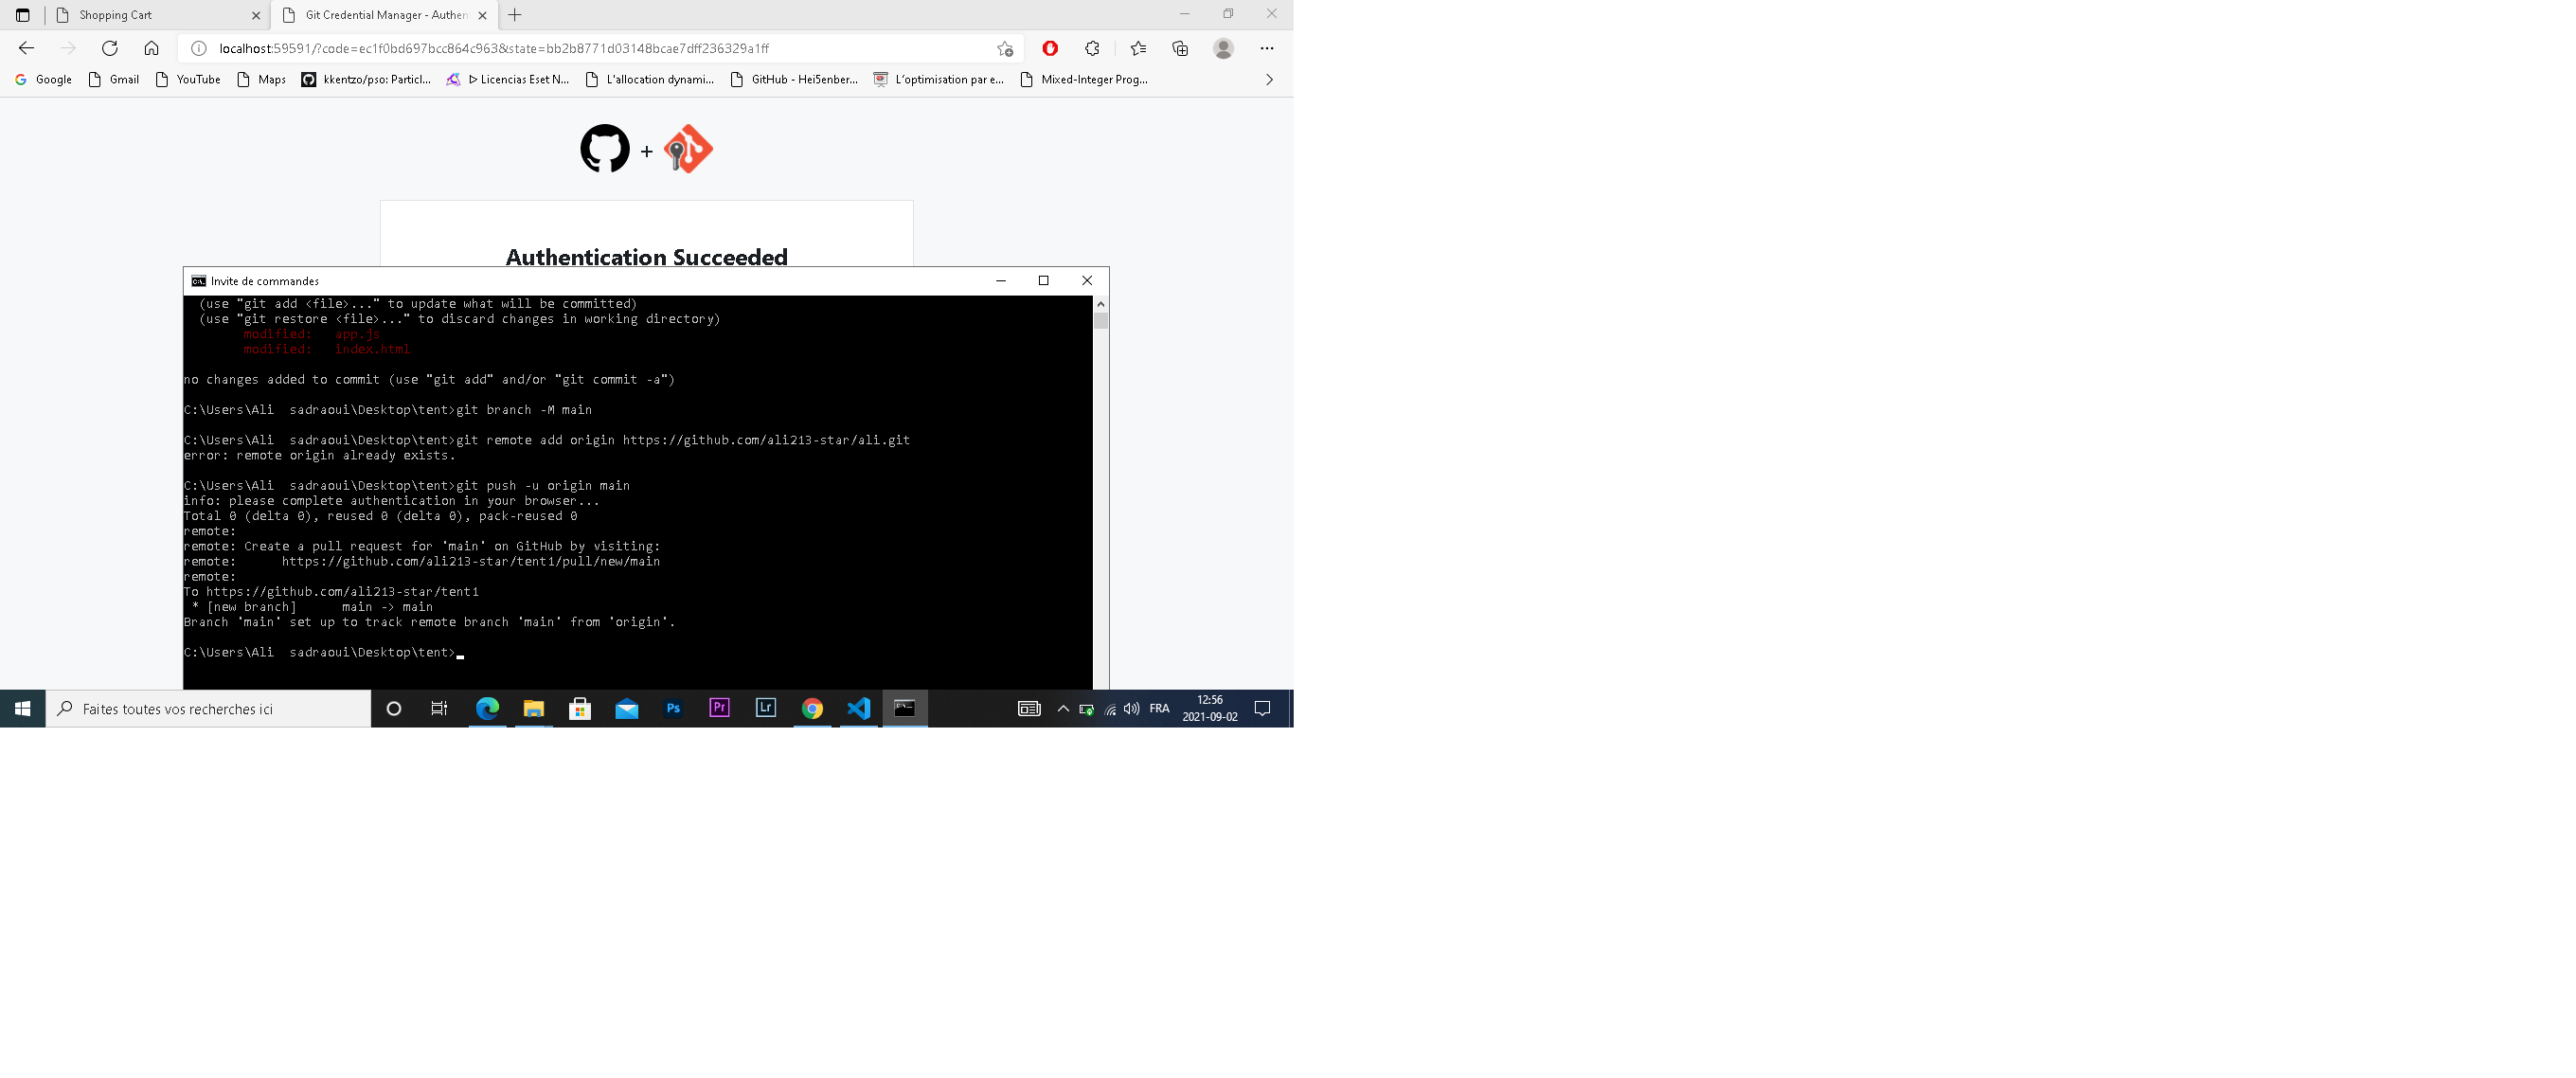 Shopping Cart
Git Credential Manager - Authen
localhost:59591/?code=ec1f0bd697bcc864c963&state=bb2b8771d03148bcae7dff236329a1ff
Google Gmail YouTube Maps kkentzo/pso: Particl... ᐅ Licencias Eset N... L'allocation dynami... GitHub - Hei5enber... L'optimisation par e... Mixed-Integer Prog...
+
Authentication Succeeded
Invite de commandes
(use "git add <file>..." to update what will be committed)
(use "git restore <file>..." to discard changes in working directory)
modified: app.js
modified: index.html
no changes added to commit (use "git add" and/or "git commit -a")
C:\Users\Ali  sadraoui\Desktop\tent>git branch -M main
C:\Users\Ali  sadraoui\Desktop\tent>git remote add origin https://github.com/ali213-star/ali.git
error: remote origin already exists.
C:\Users\Ali  sadraoui\Desktop\tent>git push -u origin main
info: please complete authentication in your browser...
Total 0 (delta 0), reused 0 (delta 0), pack-reused 0
remote:
remote: Create a pull request for 'main' on GitHub by visiting:
remote:      https://github.com/ali213-star/tent1/pull/new/main
remote:
To https://github.com/ali213-star/tent1
* [new branch]      main -> main
Branch 'main' set up to track remote branch 'main' from 'origin'.
C:\Users\Ali  sadraoui\Desktop\tent>
Faites toutes vos recherches ici
Ps Pr Lr
FRA
12:56
2021-09-02